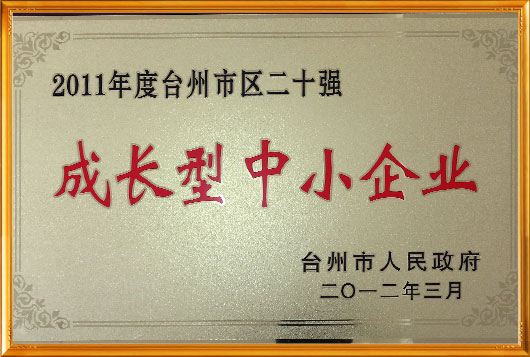 2011年度台州市区二十强
成长型中小企业
台州市人民政府
二〇一二年三月